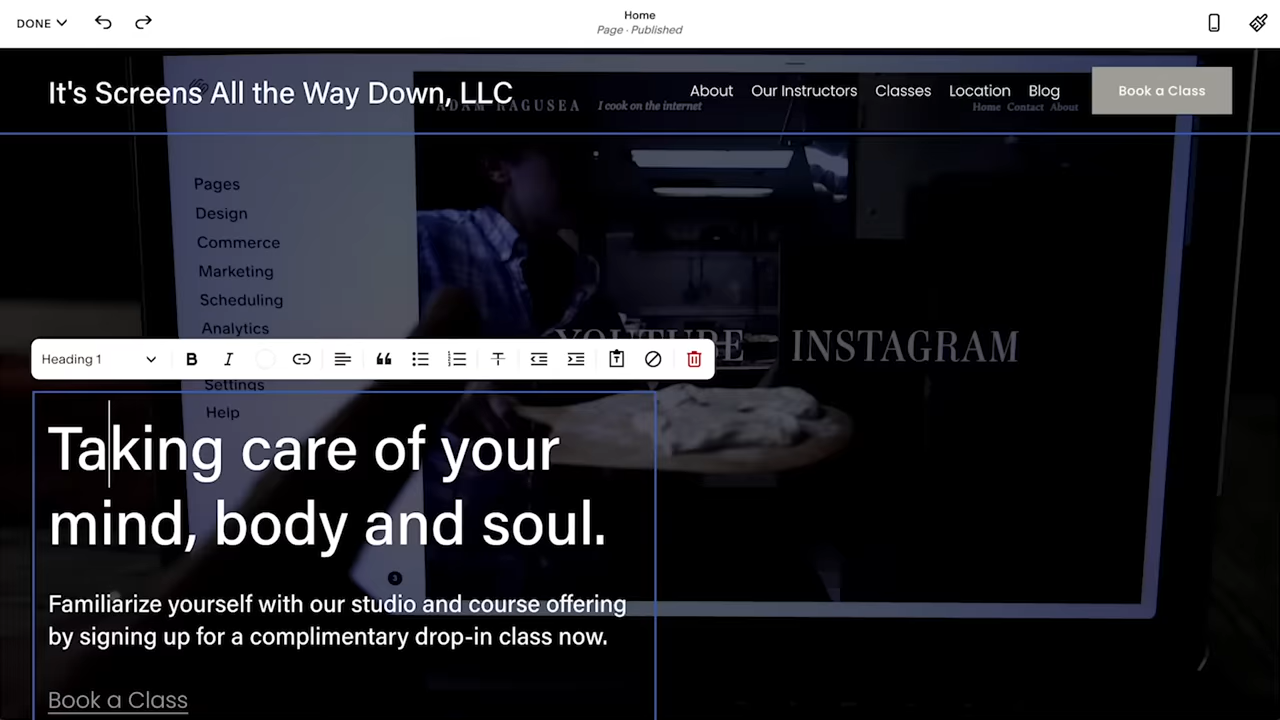 DONE
Home
Page · Published
It's Screens All the Way Down, LLC
About Our Instructors Classes Location Blog Book a Class
ADAM RAGUSEA I cook on the internet
Home Contact About
Pages
Design
Commerce
Marketing
Scheduling
Analytics
YOUTUBE INSTAGRAM
Heading 1
Settings
Help
Taking care of your
mind, body and soul.
Familiarize yourself with our studio and course offering
by signing up for a complimentary drop-in class now.
Book a Class